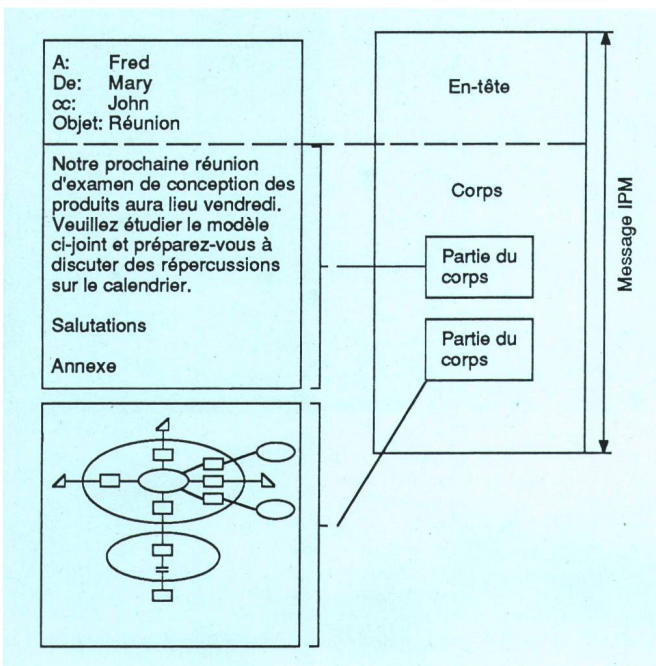 A: Fred
De: Mary
cc: John
Objet: Réunion
Notre prochaine réunion
d'examen de conception des
produits aura lieu vendredi.
Veuillez étudier le modèle
ci-joint et préparez-vous à
discuter des répercussions
sur le calendrier.
Salutations
Annexe
En-tête
Corps
Partie du
corps
Partie du
corps
Message IPM